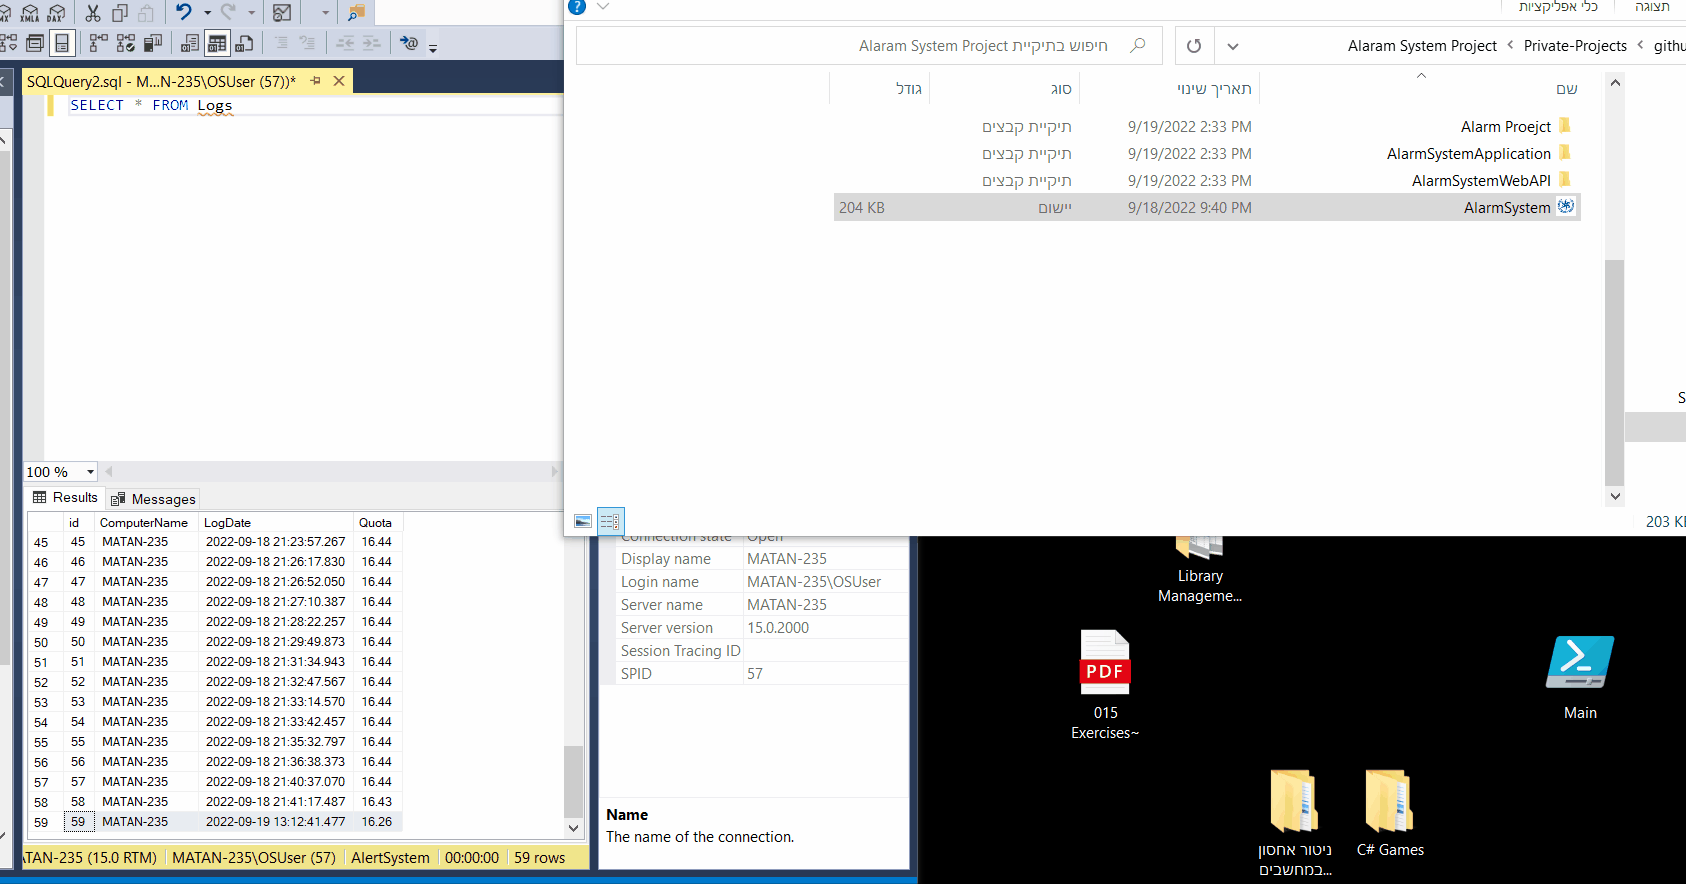 XMLA DAX
SQLQuery2.sql - M...N-235\OSUser (57))*
SELECT * FROM Logs
100 %
Results Messages
id ComputerName LogDate Quota
45 45 MATAN-235 2022-09-18 21:23:57.267 16.44
46 46 MATAN-235 2022-09-18 21:26:17.830 16.44
47 47 MATAN-235 2022-09-18 21:26:52.050 16.44
48 48 MATAN-235 2022-09-18 21:27:10.387 16.44
49 49 MATAN-235 2022-09-18 21:28:22.257 16.44
50 50 MATAN-235 2022-09-18 21:29:49.873 16.44
51 51 MATAN-235 2022-09-18 21:31:34.943 16.44
52 52 MATAN-235 2022-09-18 21:32:47.567 16.44
53 53 MATAN-235 2022-09-18 21:33:14.570 16.44
54 54 MATAN-235 2022-09-18 21:33:42.457 16.44
55 55 MATAN-235 2022-09-18 21:35:32.797 16.44
56 56 MATAN-235 2022-09-18 21:36:38.373 16.44
57 57 MATAN-235 2022-09-18 21:40:37.070 16.44
58 58 MATAN-235 2022-09-18 21:41:17.487 16.43
59 59 MATAN-235 2022-09-19 13:12:41.477 16.26
TAN-235 (15.0 RTM) MATAN-235\OSUser (57) AlertSystem 00:00:00 59 rows
תצוגה כלי אפליקציות
githu Private-Projects Alaram System Project
חיפוש בתיקיית Alaram System Project
שם תאריך שינוי סוג גודל
Alarm Proejct 9/19/2022 2:33 PM תיקיית קבצים
AlarmSystemApplication 9/19/2022 2:33 PM תיקיית קבצים
AlarmSystemWebAPI 9/19/2022 2:33 PM תיקיית קבצים
AlarmSystem 9/18/2022 9:40 PM יישום 204 KB
S
203 K
Connection state Open
Display name MATAN-235
Login name MATAN-235\OSUser
Server name MATAN-235
Server version 15.0.2000
Session Tracing ID
SPID 57
Name
The name of the connection.
Library
Manageme...
PDF
015
Exercises~
Main
ניטור אחסון
במחשבים...
C# Games